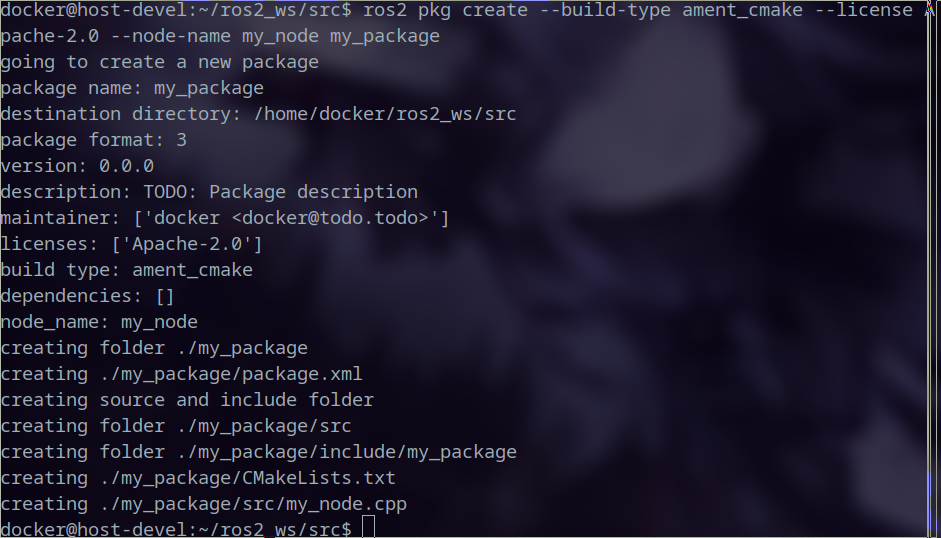 docker@host-devel:~/ros2_ws/src$ ros2 pkg create --build-type ament_cmake --license A
pache-2.0 --node-name my_node my_package
going to create a new package
package name: my_package
destination directory: /home/docker/ros2_ws/src
package format: 3
version: 0.0.0
description: TODO: Package description
maintainer: ['docker <docker@todo.todo>']
licenses: ['Apache-2.0']
build type: ament_cmake
dependencies: []
node_name: my_node
creating folder ./my_package
creating ./my_package/package.xml
creating source and include folder
creating folder ./my_package/src
creating folder ./my_package/include/my_package
creating ./my_package/CMakeLists.txt
creating ./my_package/src/my_node.cpp
docker@host-devel:~/ros2_ws/src$